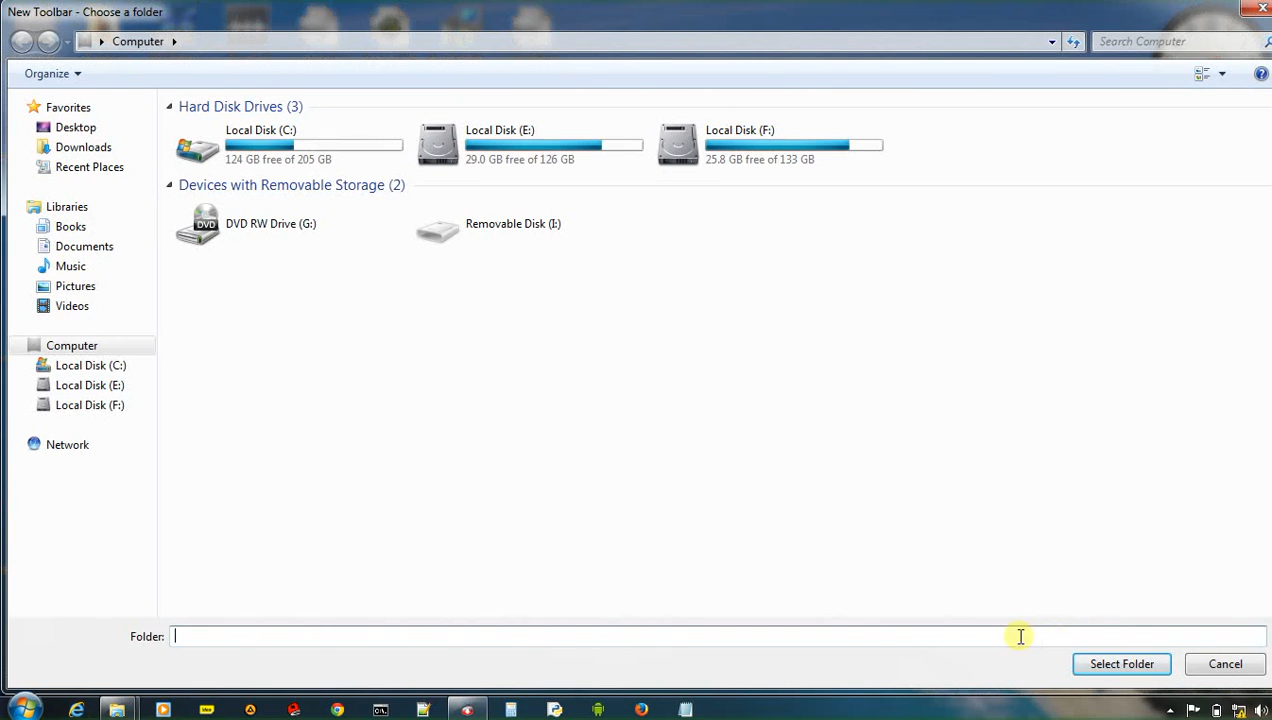 New Toolbar - Choose a folder
Computer
Search Computer
Organize
Favorites
Desktop
Downloads
Recent Places
Libraries
Books
Documents
Music
Pictures
Videos
Computer
Local Disk (C:)
Local Disk (E:)
Local Disk (F:)
Network
Hard Disk Drives (3)
Local Disk (C:)
124 GB free of 205 GB
Local Disk (E:)
29.0 GB free of 126 GB
Local Disk (F:)
25.8 GB free of 133 GB
Devices with Removable Storage (2)
DVD
DVD RW Drive (G:)
Removable Disk (I:)
Folder:
Select Folder
Cancel